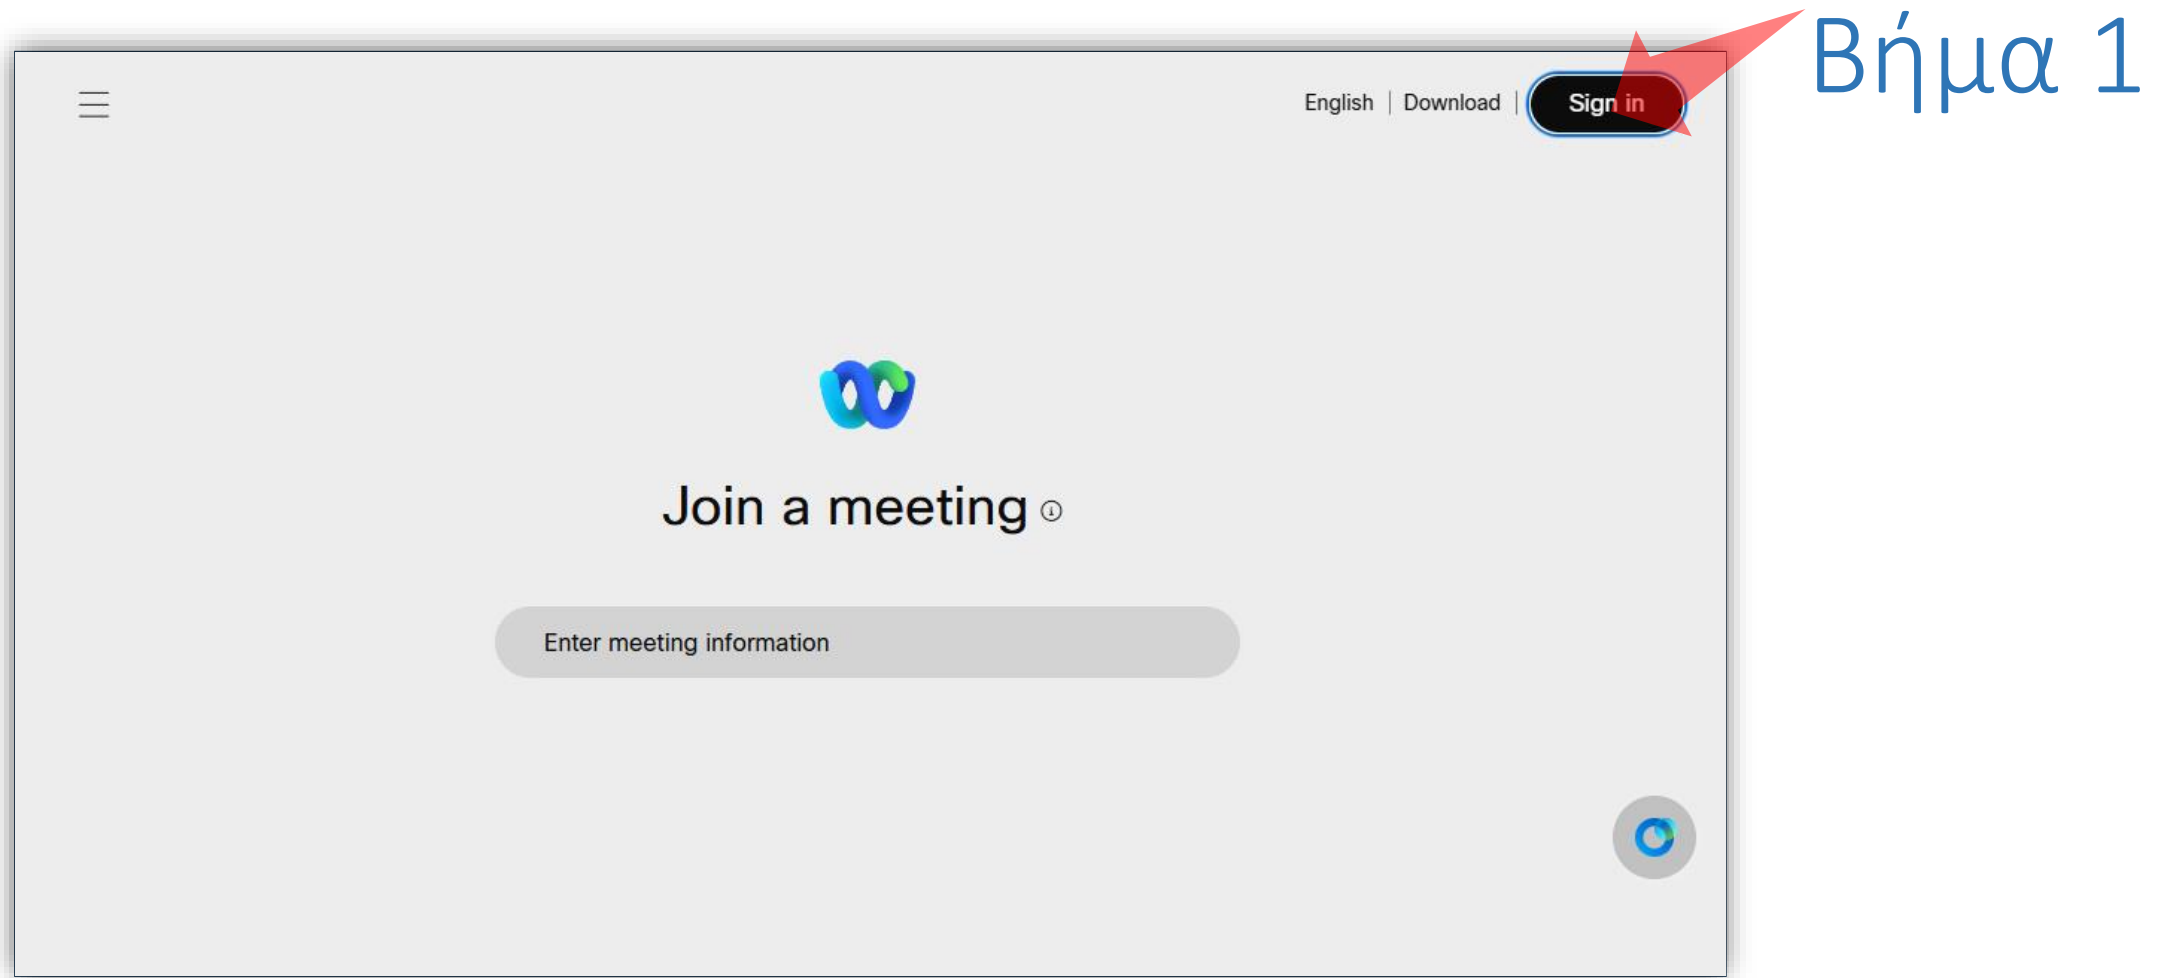 Βήμα 1
English | Download | Sign in
Join a meeting
Enter meeting information